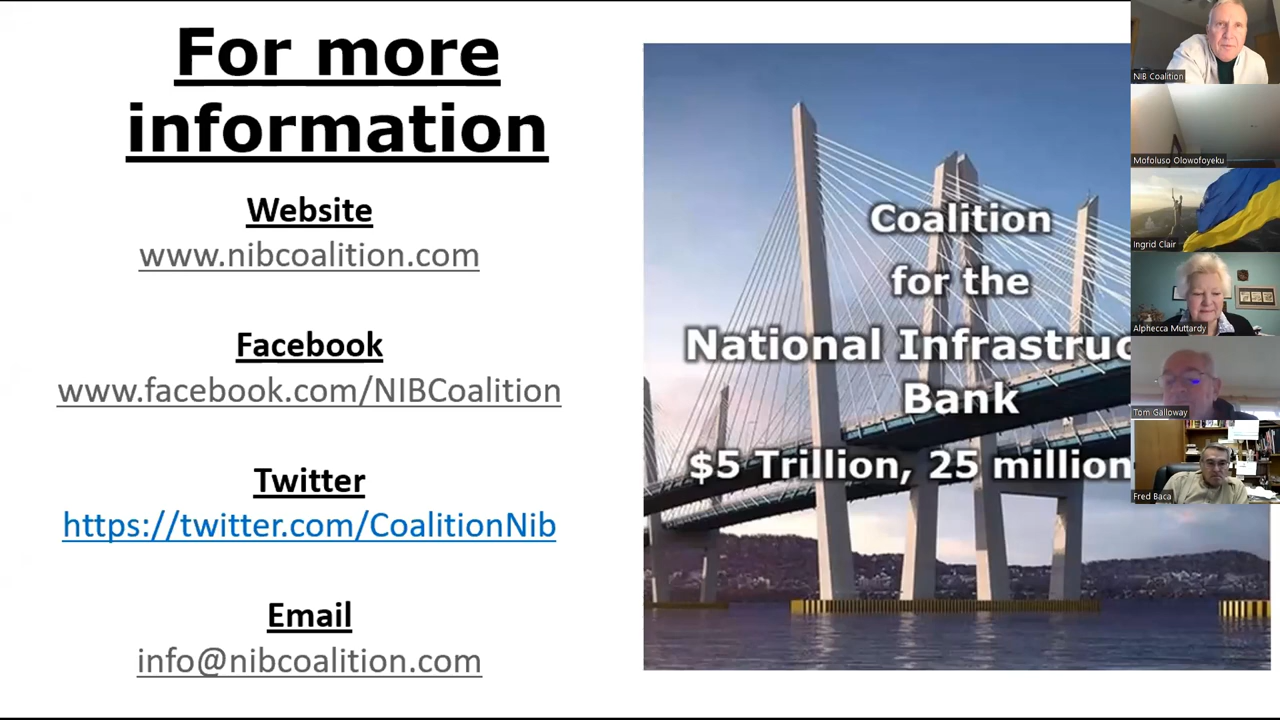 For more
information
Website
www.nibcoalition.com
Facebook
www.facebook.com/NIBCoalition
Twitter
https://twitter.com/CoalitionNib
Email
info@nibcoalition.com
Coalition
for the
National Infrastruc
Bank
$5 Trillion, 25 million
NIB Coalition
Mofoluso Olowofoyeku
Ingrid Clair
Alphecca Muttardy
Tom Galloway
Fred Baca